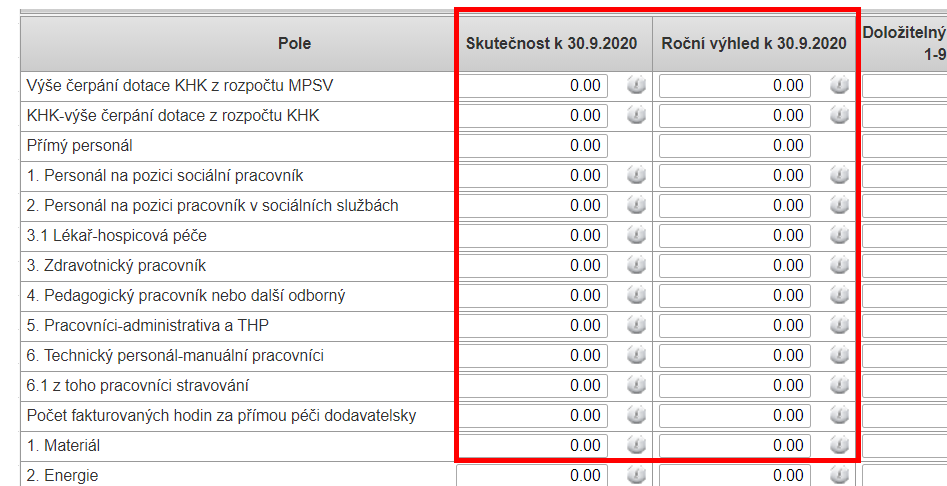 Pole Skutečnost k 30.9.2020 Roční výhled k 30.9.2020 Doložitelný
1-9
Výše čerpání dotace KHK z rozpočtu MPSV 0.00 0.00
KHK-výše čerpání dotace z rozpočtu KHK 0.00 0.00
Přímý personál 0.00 0.00
1. Personál na pozici sociální pracovník 0.00 0.00
2. Personál na pozici pracovník v sociálních službách 0.00 0.00
3.1 Lékař-hospicová péče 0.00 0.00
3. Zdravotnický pracovník 0.00 0.00
4. Pedagogický pracovník nebo další odborný 0.00 0.00
5. Pracovníci-administrativa a THP 0.00 0.00
6. Technický personál-manuální pracovníci 0.00 0.00
6.1 z toho pracovníci stravování 0.00 0.00
Počet fakturovaných hodin za přímou péči dodavatelsky 0.00 0.00
1. Materiál 0.00 0.00
2. Energie 0.00 0.00